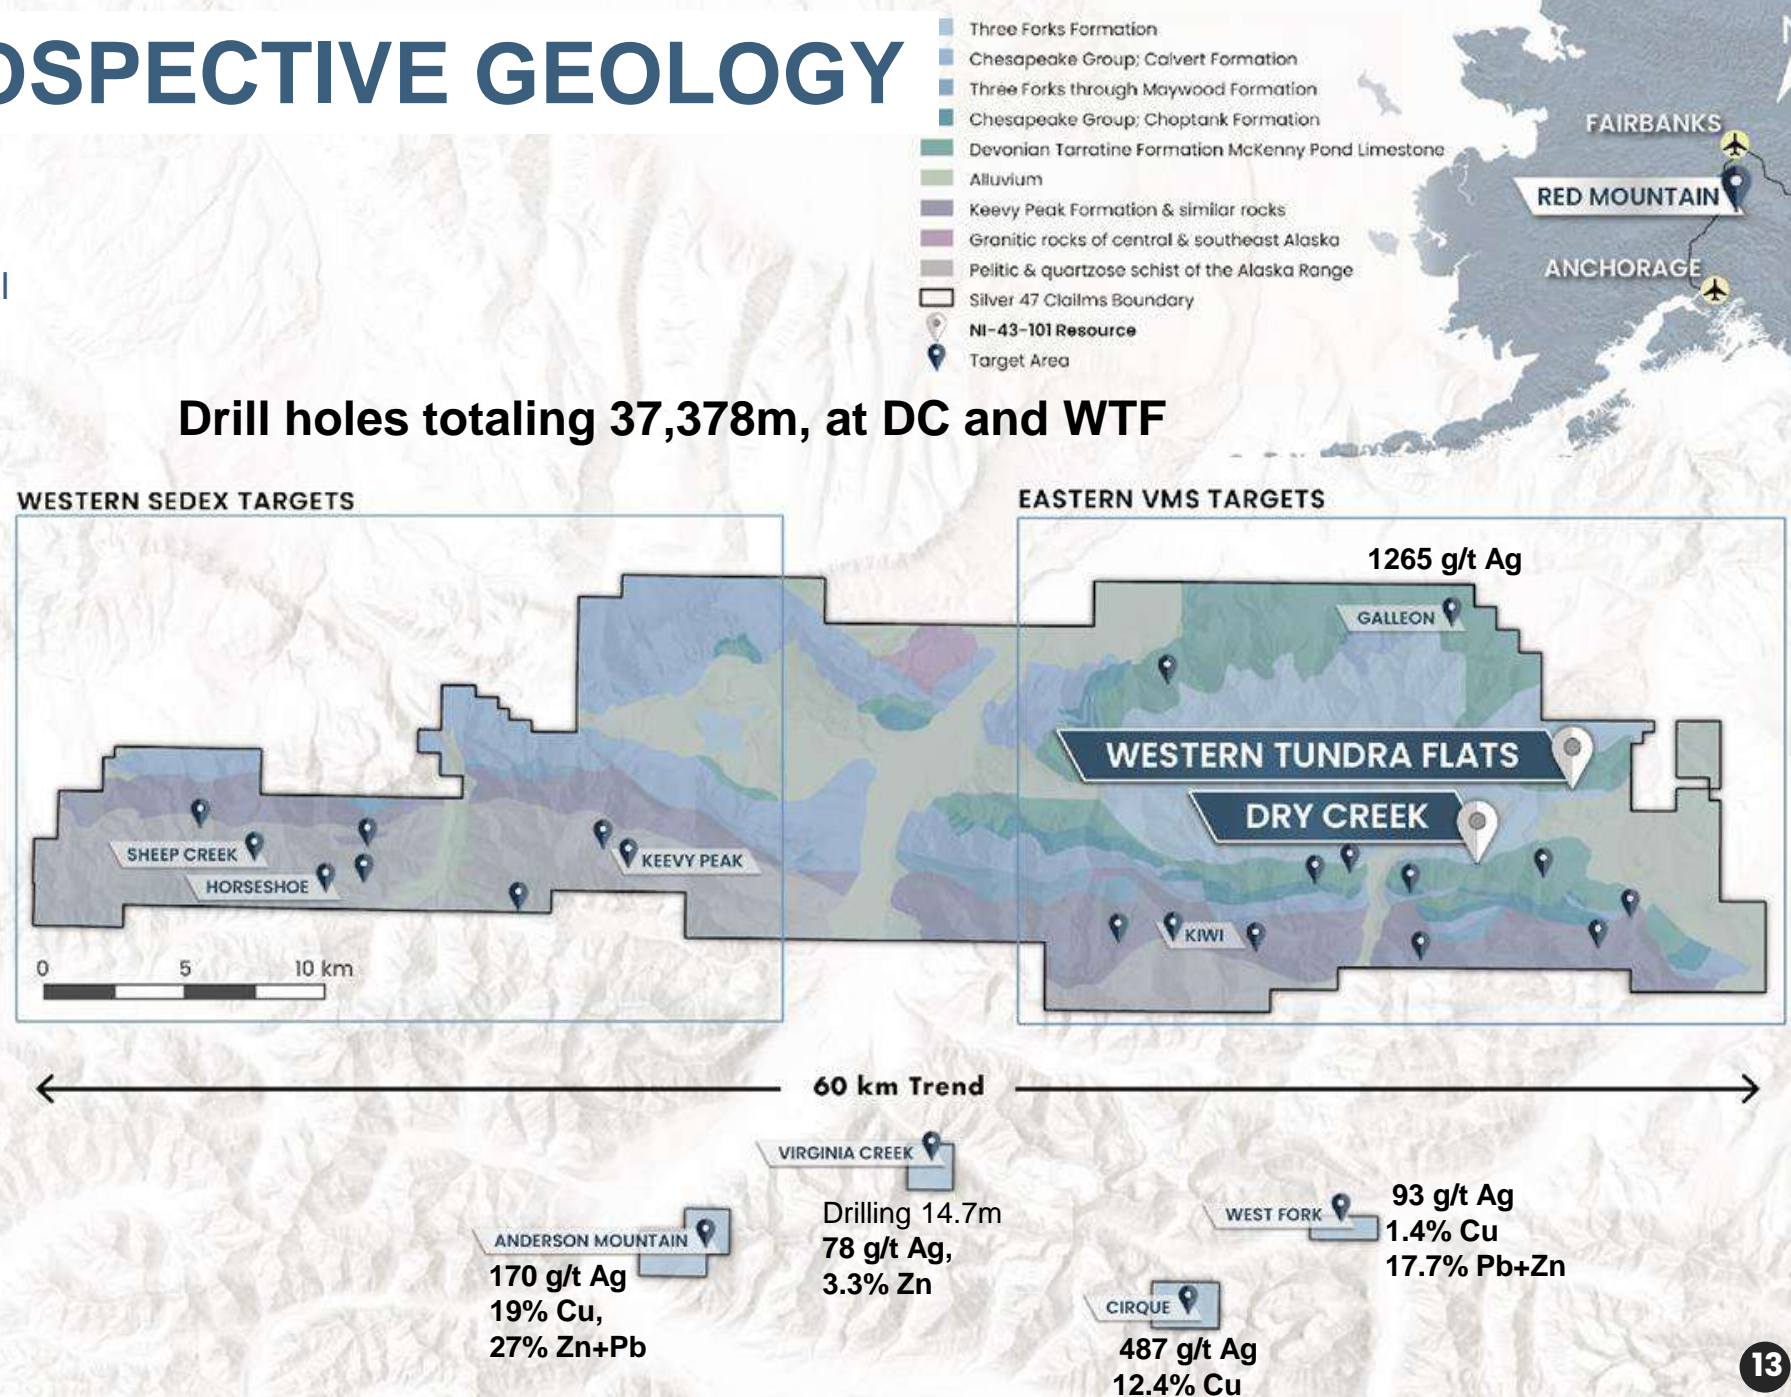 OSPECTIVE GEOLOGY
Three Forks Formation
Chesapeake Group; Calvert Formation
Three Forks through Maywood Formation
Chesapeake Group; Choptank Formation
Devonian Tarratine Formation McKenny Pond Limestone
Alluvium
Keevy Peak Formation & similar rocks
Granitic rocks of central & southeast Alaska
Pelitic & quartzose schist of the Alaska Range
Silver 47 Clailms Boundary
NI-43-101 Resource
Target Area
FAIRBANKS
RED MOUNTAIN
ANCHORAGE
Drill holes totaling 37,378m, at DC and WTF
WESTERN SEDEX TARGETS
EASTERN VMS TARGETS
1265 g/t Ag
GALLEON
WESTERN TUNDRA FLATS
DRY CREEK
SHEEP CREEK
HORSESHOE
KEEVY PEAK
KIWI
0 5 10 km
60 km Trend
VIRGINIA CREEK
Drilling 14.7m
78 g/t Ag,
3.3% Zn
ANDERSON MOUNTAIN
170 g/t Ag
19% Cu,
27% Zn+Pb
WEST FORK
93 g/t Ag
1.4% Cu
17.7% Pb+Zn
CIRQUE
487 g/t Ag
12.4% Cu
13